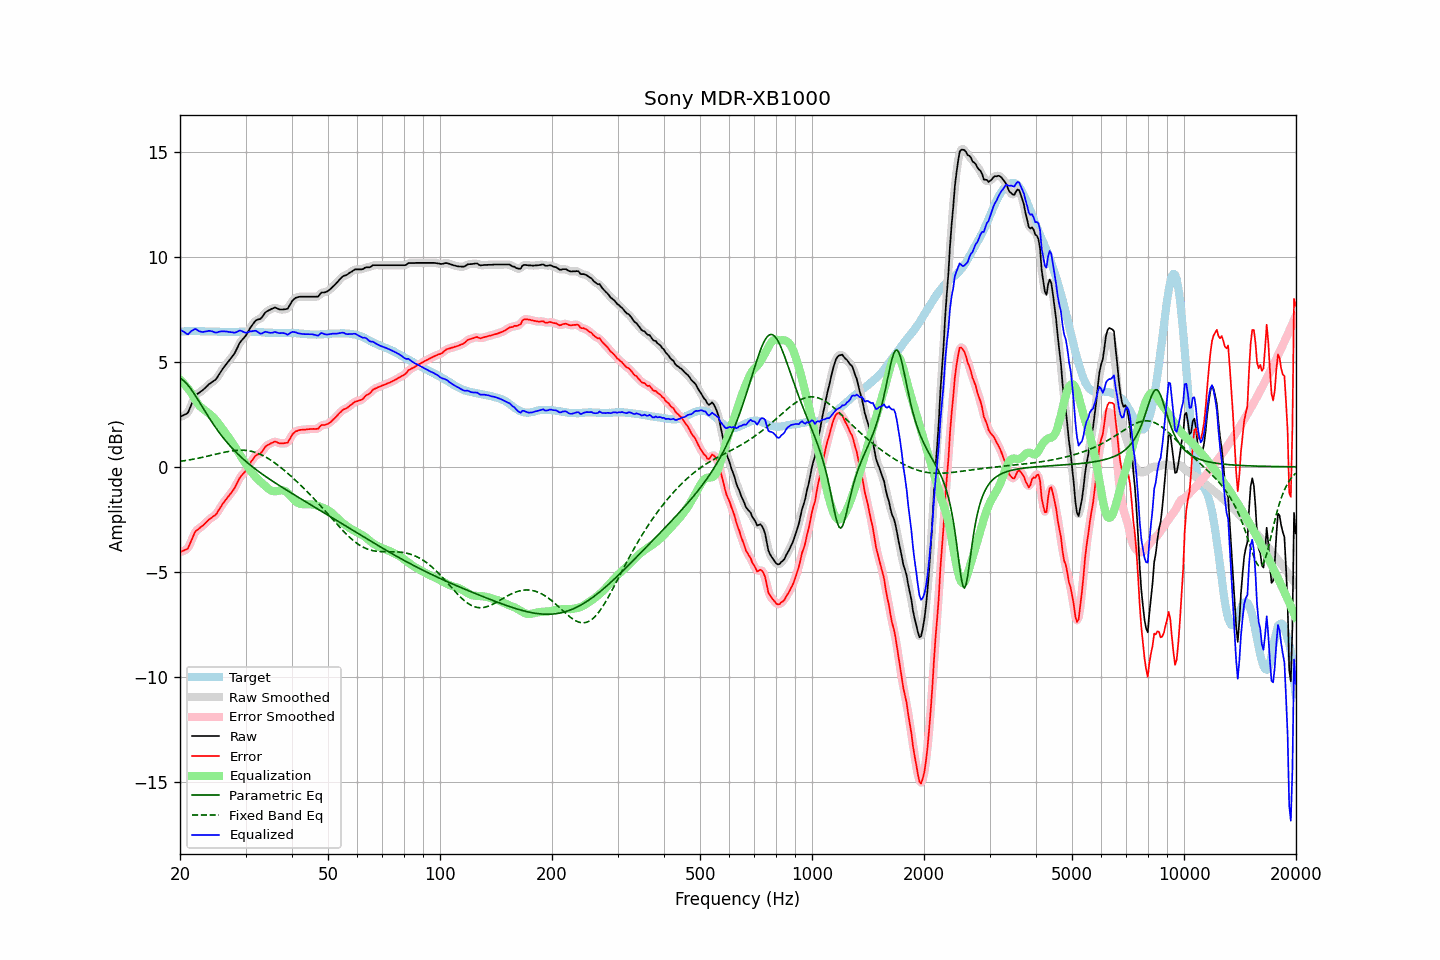 Sony MDR-XB1000
Amplitude (dBr)
15
10
5
0
−5
−10
−15
Target
Raw Smoothed
Error Smoothed
Raw
Error
Equalization
Parametric Eq
Fixed Band Eq
Equalized
20 50 100 200 500 1000 2000 5000 10000 20000
Frequency (Hz)